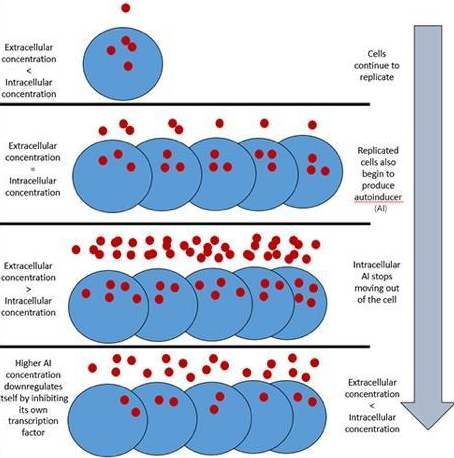 Extracellular
concentration
<
Intracellular
concentration
Cells
continue to
replicate
Extracellular
concentration
=
Intracellular
concentration
Replicated
cells also
begin to
produce
autoinducer
(AI)
Extracellular
concentration
>
Intracellular
concentration
Intracellular
AI stops
moving out
of the cell
Higher AI
concentration
downregulates
itself by inhibiting
its own
transcription
factor
Extracellular
concentration
<
Intracellular
concentration